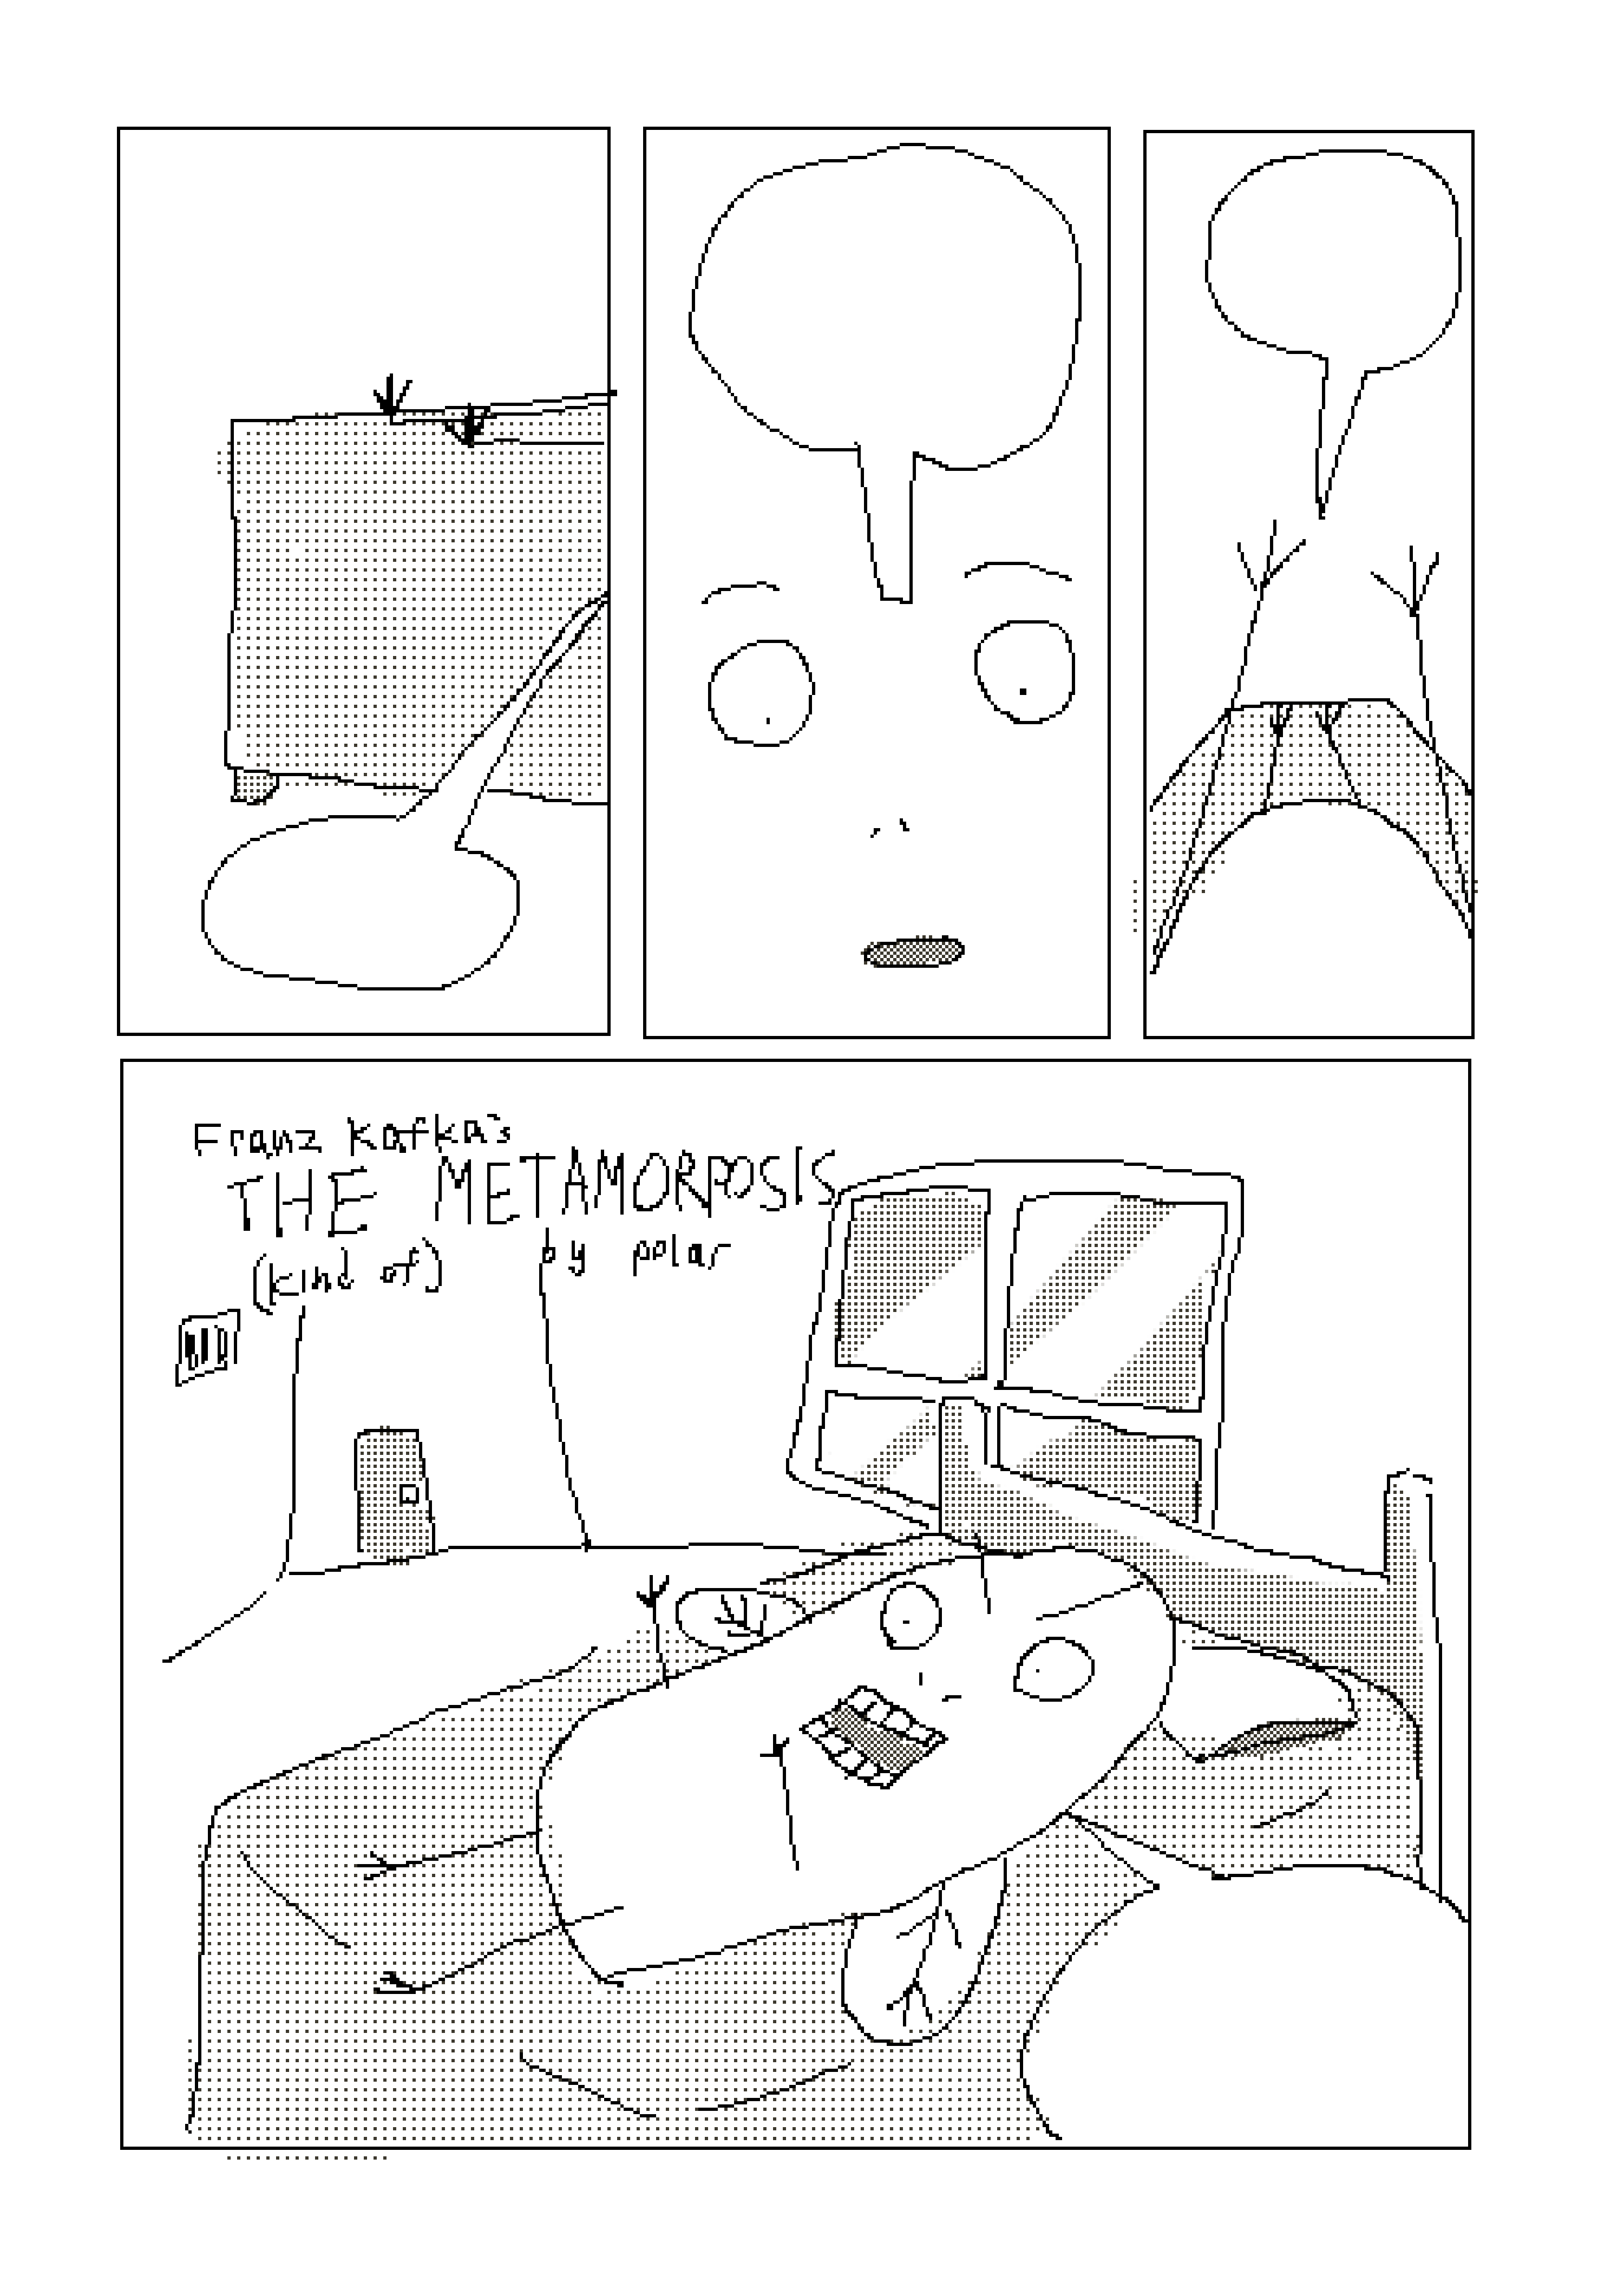 Franz Kafka's
THE METAMORPOSIS
(kind of)
by polar